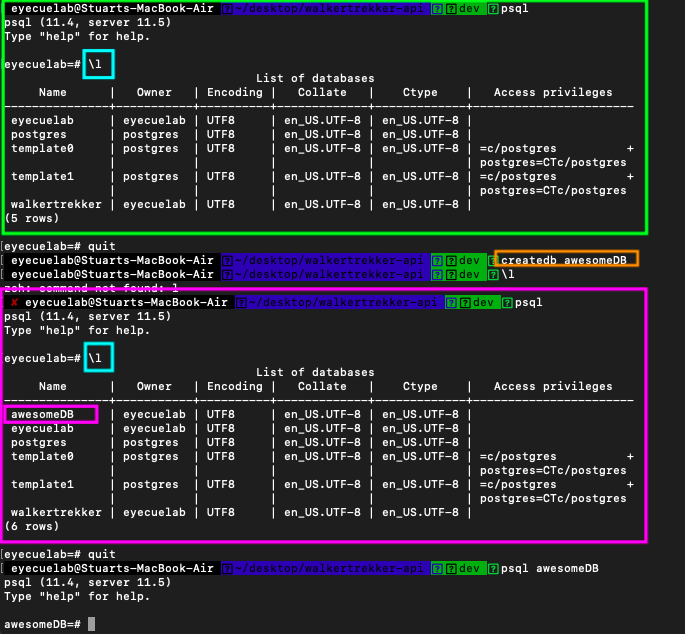 eyecuelab@Stuarts-MacBook-Air ~/desktop/walkertrekker-api dev psql
psql (11.4, server 11.5)
Type "help" for help.
eyecuelab=# \l
List of databases
Name | Owner | Encoding | Collate | Ctype | Access privileges
eyecuelab | eyecuelab | UTF8 | en_US.UTF-8 | en_US.UTF-8 |
postgres | postgres | UTF8 | en_US.UTF-8 | en_US.UTF-8 |
template0 | postgres | UTF8 | en_US.UTF-8 | en_US.UTF-8 | =c/postgres +
| | | | | postgres=CTc/postgres
template1 | postgres | UTF8 | en_US.UTF-8 | en_US.UTF-8 | =c/postgres +
| | | | | postgres=CTc/postgres
walkertrekker | eyecuelab | UTF8 | en_US.UTF-8 | en_US.UTF-8 |
(5 rows)
[eyecuelab=# quit
[ eyecuelab@Stuarts-MacBook-Air ~/desktop/walkertrekker-api dev createdb awesomeDB
[ eyecuelab@Stuarts-MacBook-Air ~/desktop/walkertrekker-api dev \l
zsh: command not found: l
✘ eyecuelab@Stuarts-MacBook-Air ~/desktop/walkertrekker-api dev psql
psql (11.4, server 11.5)
Type "help" for help.
eyecuelab=# \l
List of databases
Name | Owner | Encoding | Collate | Ctype | Access privileges
awesomeDB | eyecuelab | UTF8 | en_US.UTF-8 | en_US.UTF-8 |
eyecuelab | eyecuelab | UTF8 | en_US.UTF-8 | en_US.UTF-8 |
postgres | postgres | UTF8 | en_US.UTF-8 | en_US.UTF-8 |
template0 | postgres | UTF8 | en_US.UTF-8 | en_US.UTF-8 | =c/postgres +
| | | | | postgres=CTc/postgres
template1 | postgres | UTF8 | en_US.UTF-8 | en_US.UTF-8 | =c/postgres +
| | | | | postgres=CTc/postgres
walkertrekker | eyecuelab | UTF8 | en_US.UTF-8 | en_US.UTF-8 |
(6 rows)
[eyecuelab=# quit
[ eyecuelab@Stuarts-MacBook-Air ~/desktop/walkertrekker-api dev psql awesomeDB
psql (11.4, server 11.5)
Type "help" for help.
awesomeDB=#